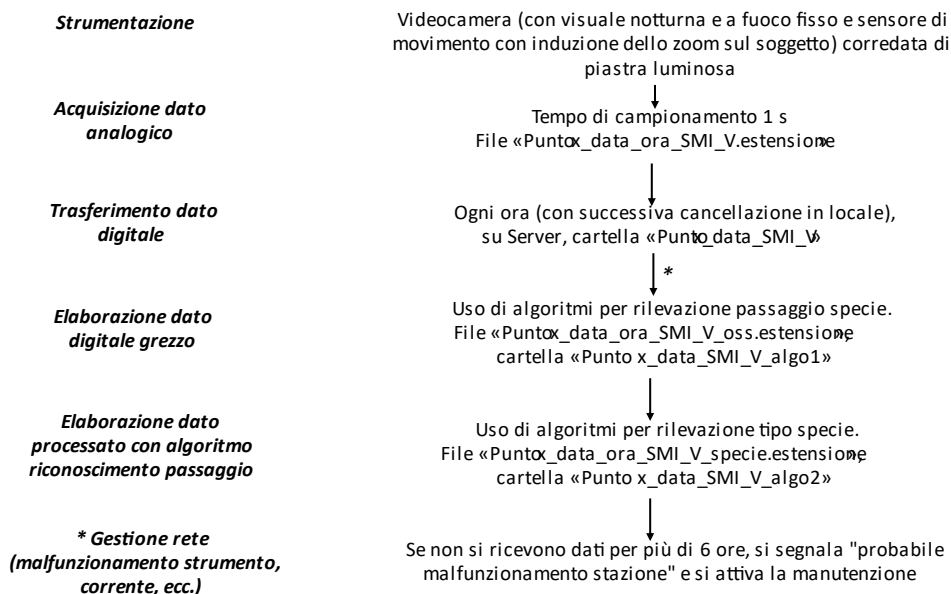 Strumentazione
Videocamera (con visuale notturna e a fuoco fisso e sensore di
movimento con induzione dello zoom sul soggetto) corredata di
piastra luminosa
Acquisizione dato
analogico
Tempo di campionamento 1 s
File «Puntox_data_ora_SMI_V.estensione»
Trasferimento dato
digitale
Ogni ora (con successiva cancellazione in locale),
su Server, cartella «Punto_data_SMI_V»
*
Elaborazione dato
digitale grezzo
Uso di algoritmi per rilevazione passaggio specie.
File «Puntox_data_ora_SMI_V_oss.estensione»,
cartella «Punto x_data_SMI_V_algo1»
Elaborazione dato
processato con algoritmo
riconoscimento passaggio
Uso di algoritmi per rilevazione tipo specie.
File «Puntox_data_ora_SMI_V_specie.estensione»,
cartella «Punto x_data_SMI_V_algo2»
* Gestione rete
(malfunzionamento strumento,
corrente, ecc.)
Se non si ricevono dati per più di 6 ore, si segnala "probabile
malfunzionamento stazione" e si attiva la manutenzione